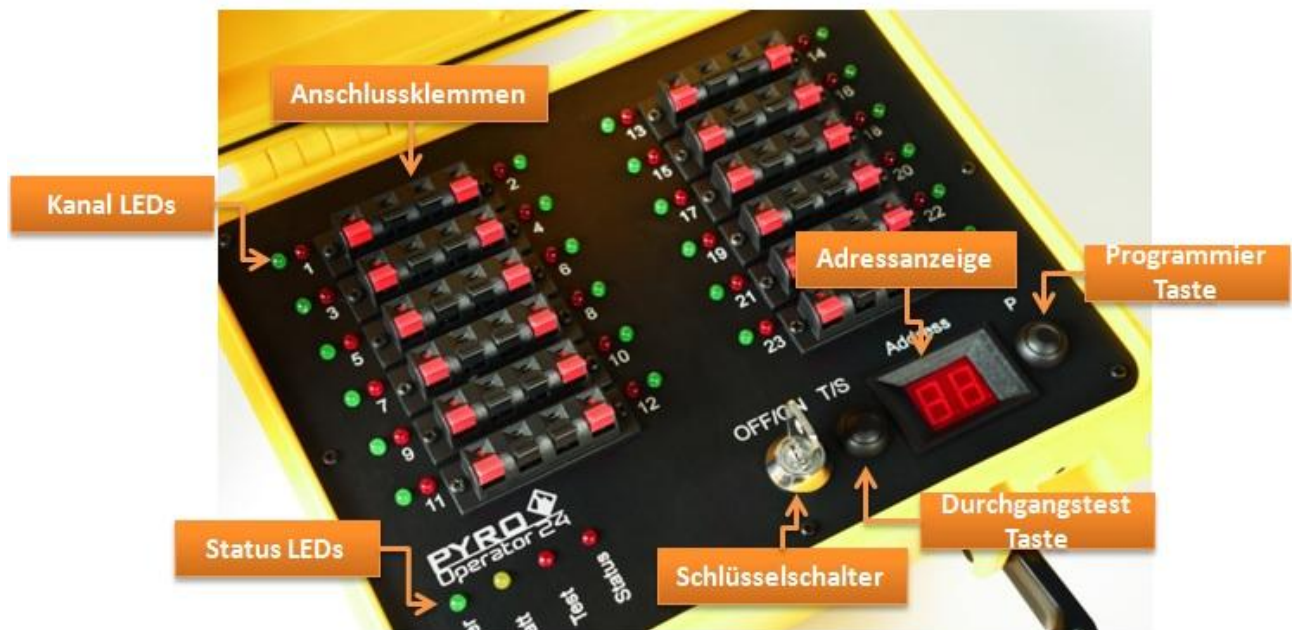 Anschlussklemmen
Kanal LEDs
Adressanzeige
Programmier
Taste
Durchgangstest
Taste
Status LEDs
Schlüsselschalter
1
2
3
4
5
6
7
8
9
10
11
12
13
14
15
17
19
20
21
22
23
P
Address
88
OFF/ON T/S
PYRO
Operator 24
Test
Status